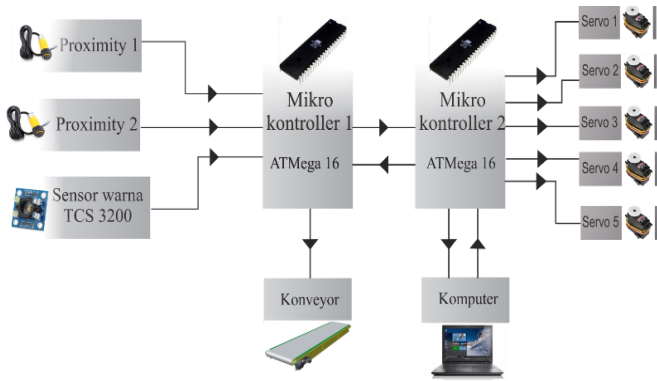 Proximity 1
Proximity 2
Sensor warna
TCS 3200
Mikro
kontroller 1
ATMega 16
Mikro
kontroller 2
ATMega 16
Servo 1
Servo 2
Servo 3
Servo 4
Servo 5
Konveyor
Komputer